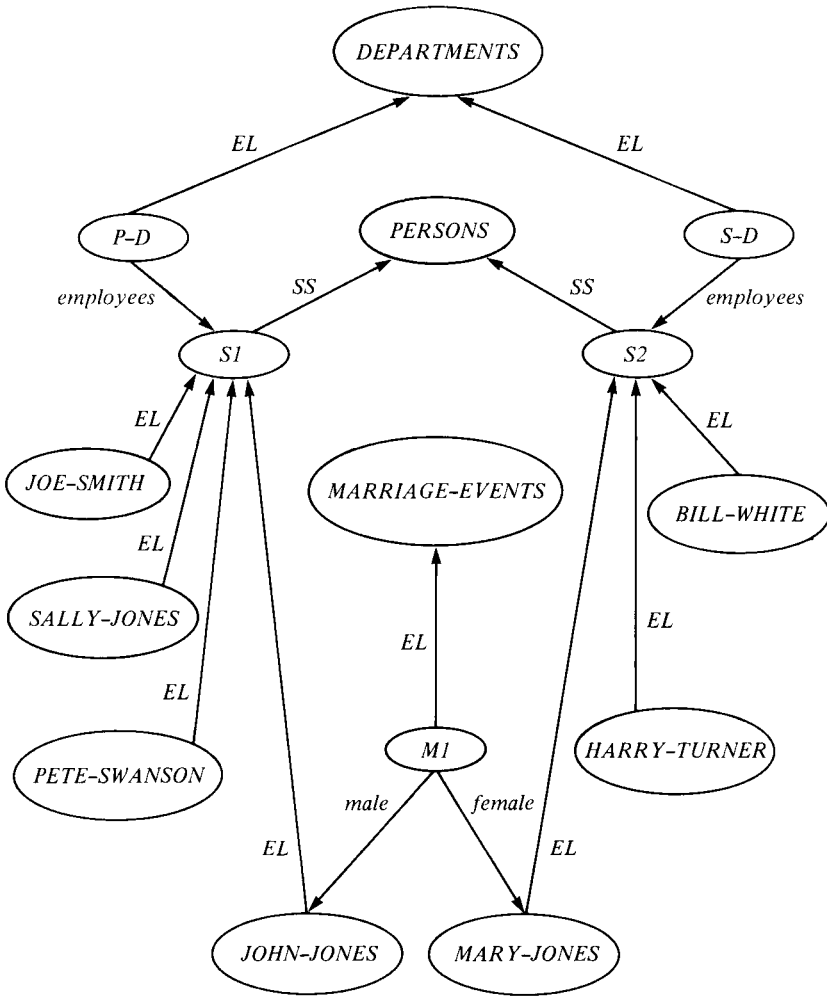 DEPARTMENTS
EL
EL
P-D
PERSONS
S-D
employees
SS
SS
employees
S1
S2
EL
EL
JOE-SMITH
MARRIAGE-EVENTS
BILL-WHITE
EL
SALLY-JONES
EL
EL
EL
PETE-SWANSON
M1
HARRY-TURNER
male
female
EL
EL
JOHN-JONES
MARY-JONES